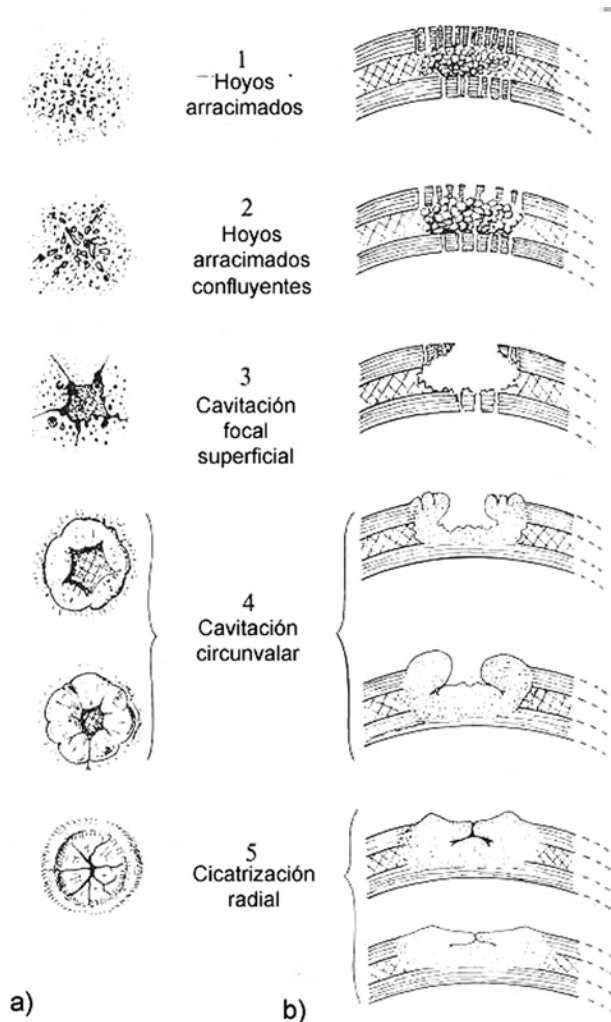 1
Hoyos
arracimados
2
Hoyos
arracimados
confluyentes
3
Cavitación
focal
superficial
4
Cavitación
circunvalar
5
Cicatrización
radial
a)
b)